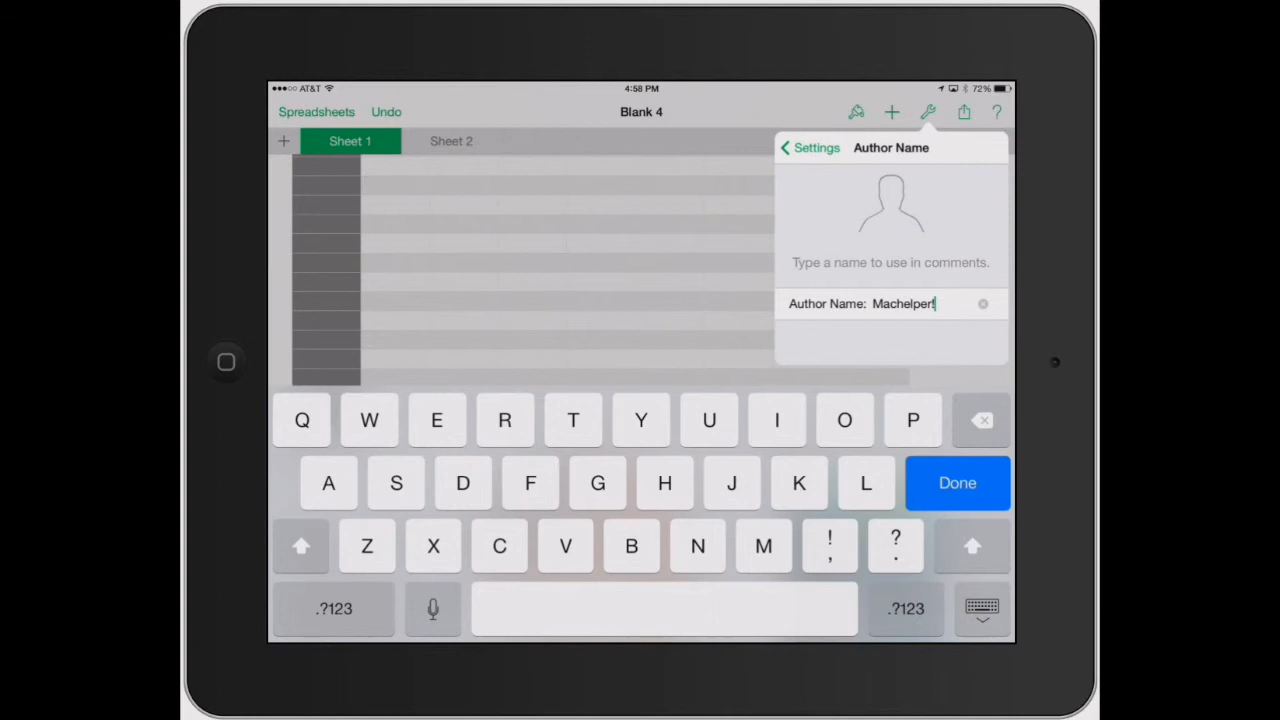 AT&T 4:58 PM 72%
Spreadsheets Undo Blank 4 ?
Sheet 1 Sheet 2
Settings Author Name
Type a name to use in comments.
Author Name: Machelper!
Q W E R T Y U I O P
A S D F G H J K L Done
Z X C V B N M ! , ? .
.?123 .?123